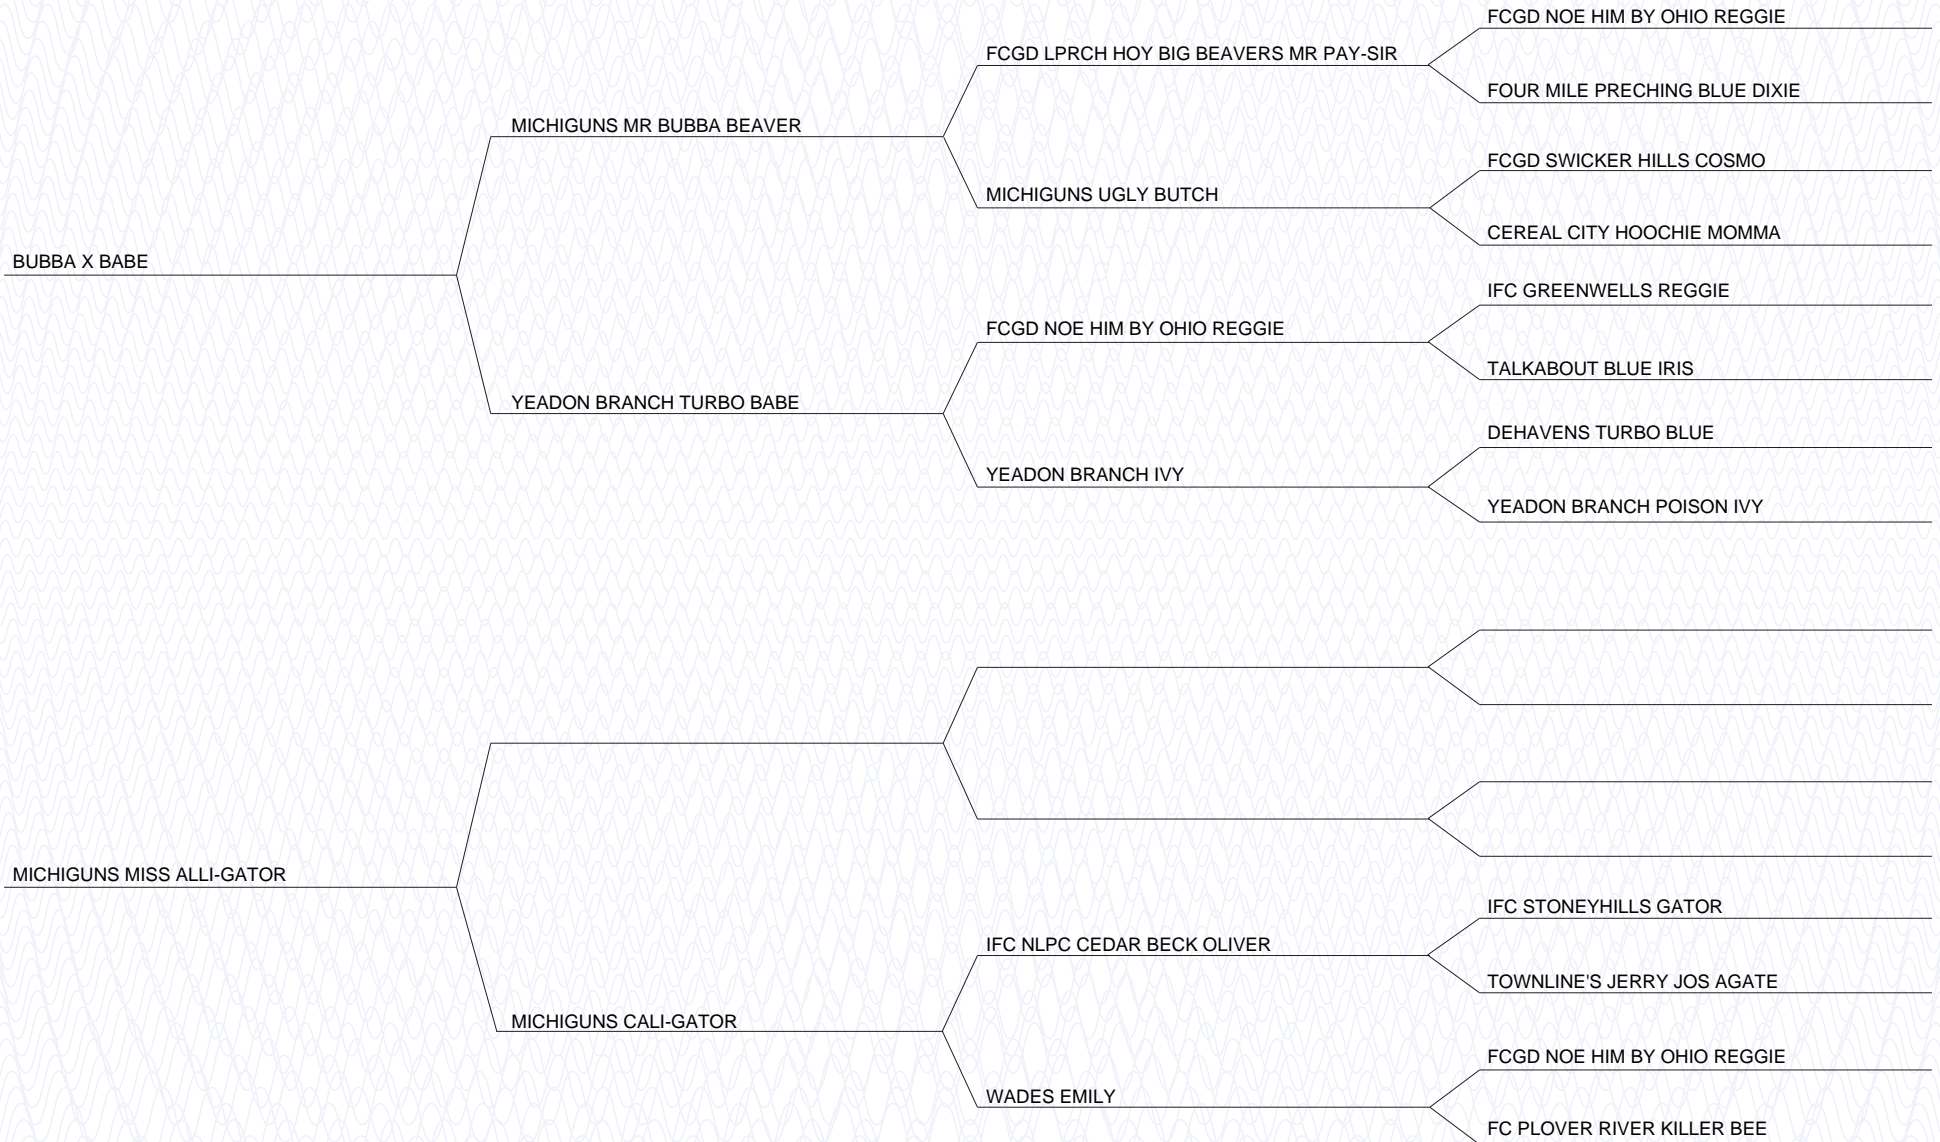 FCGD NOE HIM BY OHIO REGGIE
FCGD LPRCH HOY BIG BEAVERS MR PAY-SIR
FOUR MILE PRECHING BLUE DIXIE
MICHIGUNS MR BUBBA BEAVER
FCGD SWICKER HILLS COSMO
MICHIGUNS UGLY BUTCH
CEREAL CITY HOOCHIE MOMMA
BUBBA X BABE
IFC GREENWELLS REGGIE
FCGD NOE HIM BY OHIO REGGIE
TALKABOUT BLUE IRIS
YEADON BRANCH TURBO BABE
DEHAVENS TURBO BLUE
YEADON BRANCH IVY
YEADON BRANCH POISON IVY
MICHIGUNS MISS ALLI-GATOR
IFC STONEYHILLS GATOR
IFC NLPC CEDAR BECK OLIVER
TOWNLINE'S JERRY JOS AGATE
MICHIGUNS CALI-GATOR
FCGD NOE HIM BY OHIO REGGIE
WADES EMILY
FC PLOVER RIVER KILLER BEE